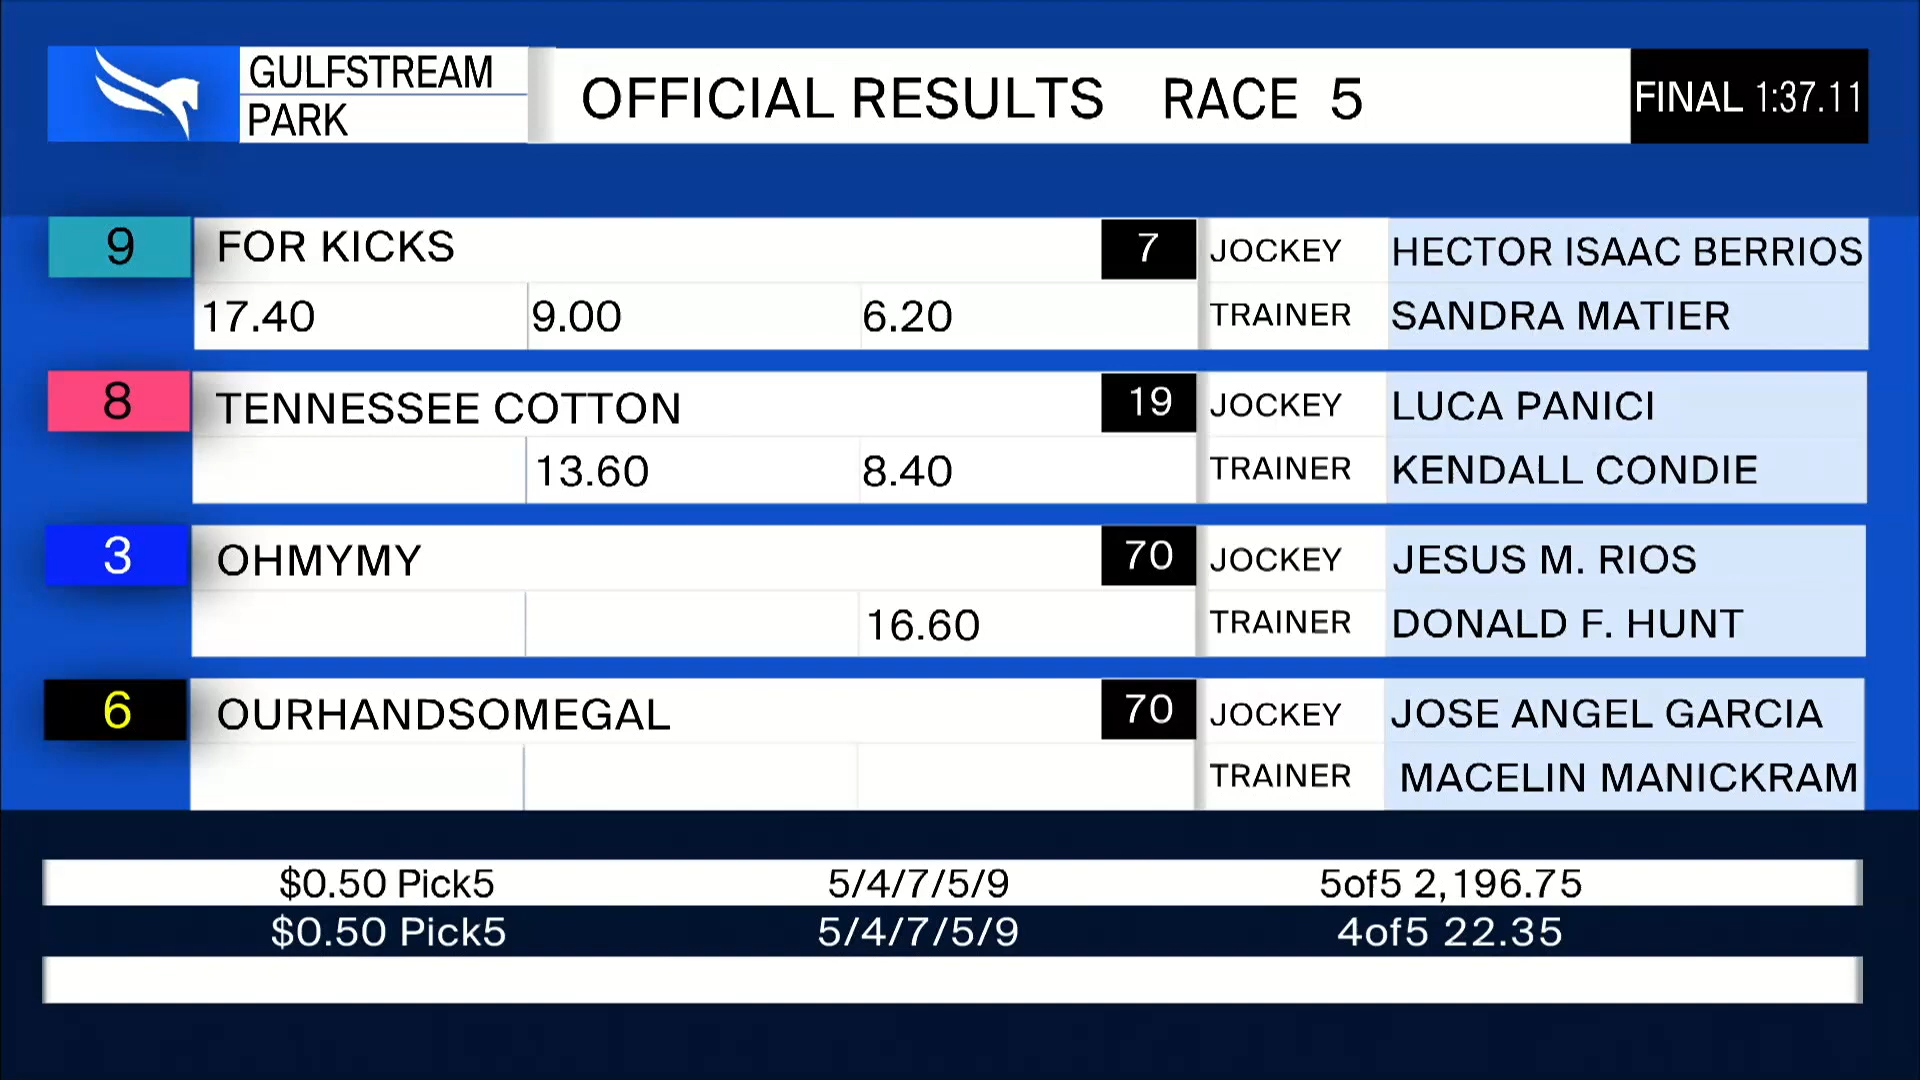 GULFSTREAM
PARK
OFFICIAL RESULTS RACE 5
FINAL 1:37.11
9 FOR KICKS 7 JOCKEY HECTOR ISAAC BERRIOS
17.40 9.00 6.20 TRAINER SANDRA MATIER
8 TENNESSEE COTTON 19 JOCKEY LUCA PANICI
13.60 8.40 TRAINER KENDALL CONDIE
3 OHMYMY 70 JOCKEY JESUS M. RIOS
16.60 TRAINER DONALD F. HUNT
6 OURHANDSOMEGAL 70 JOCKEY JOSE ANGEL GARCIA
TRAINER MACELIN MANICKRAM
$0.50 Pick5 5/4/7/5/9 5of5 2,196.75
$0.50 Pick5 5/4/7/5/9 4of5 22.35